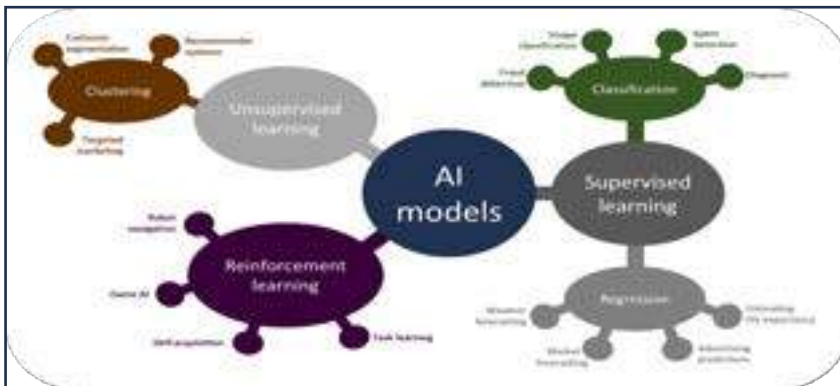 Customer
segmentation
Recommender
systems
Clustering
Targeted
marketing
Unsupervised
learning
Image
classification
Spam
detection
Fraud
detection
Diagnosis
Classification
AI
models
Supervised
learning
Robot
navigation
Reinforcement
learning
Game AI
Skill acquisition
Task learning
Regression
Weather
forecasting
Market
forecasting
Advertising
predictions
Estimating
life expectancy